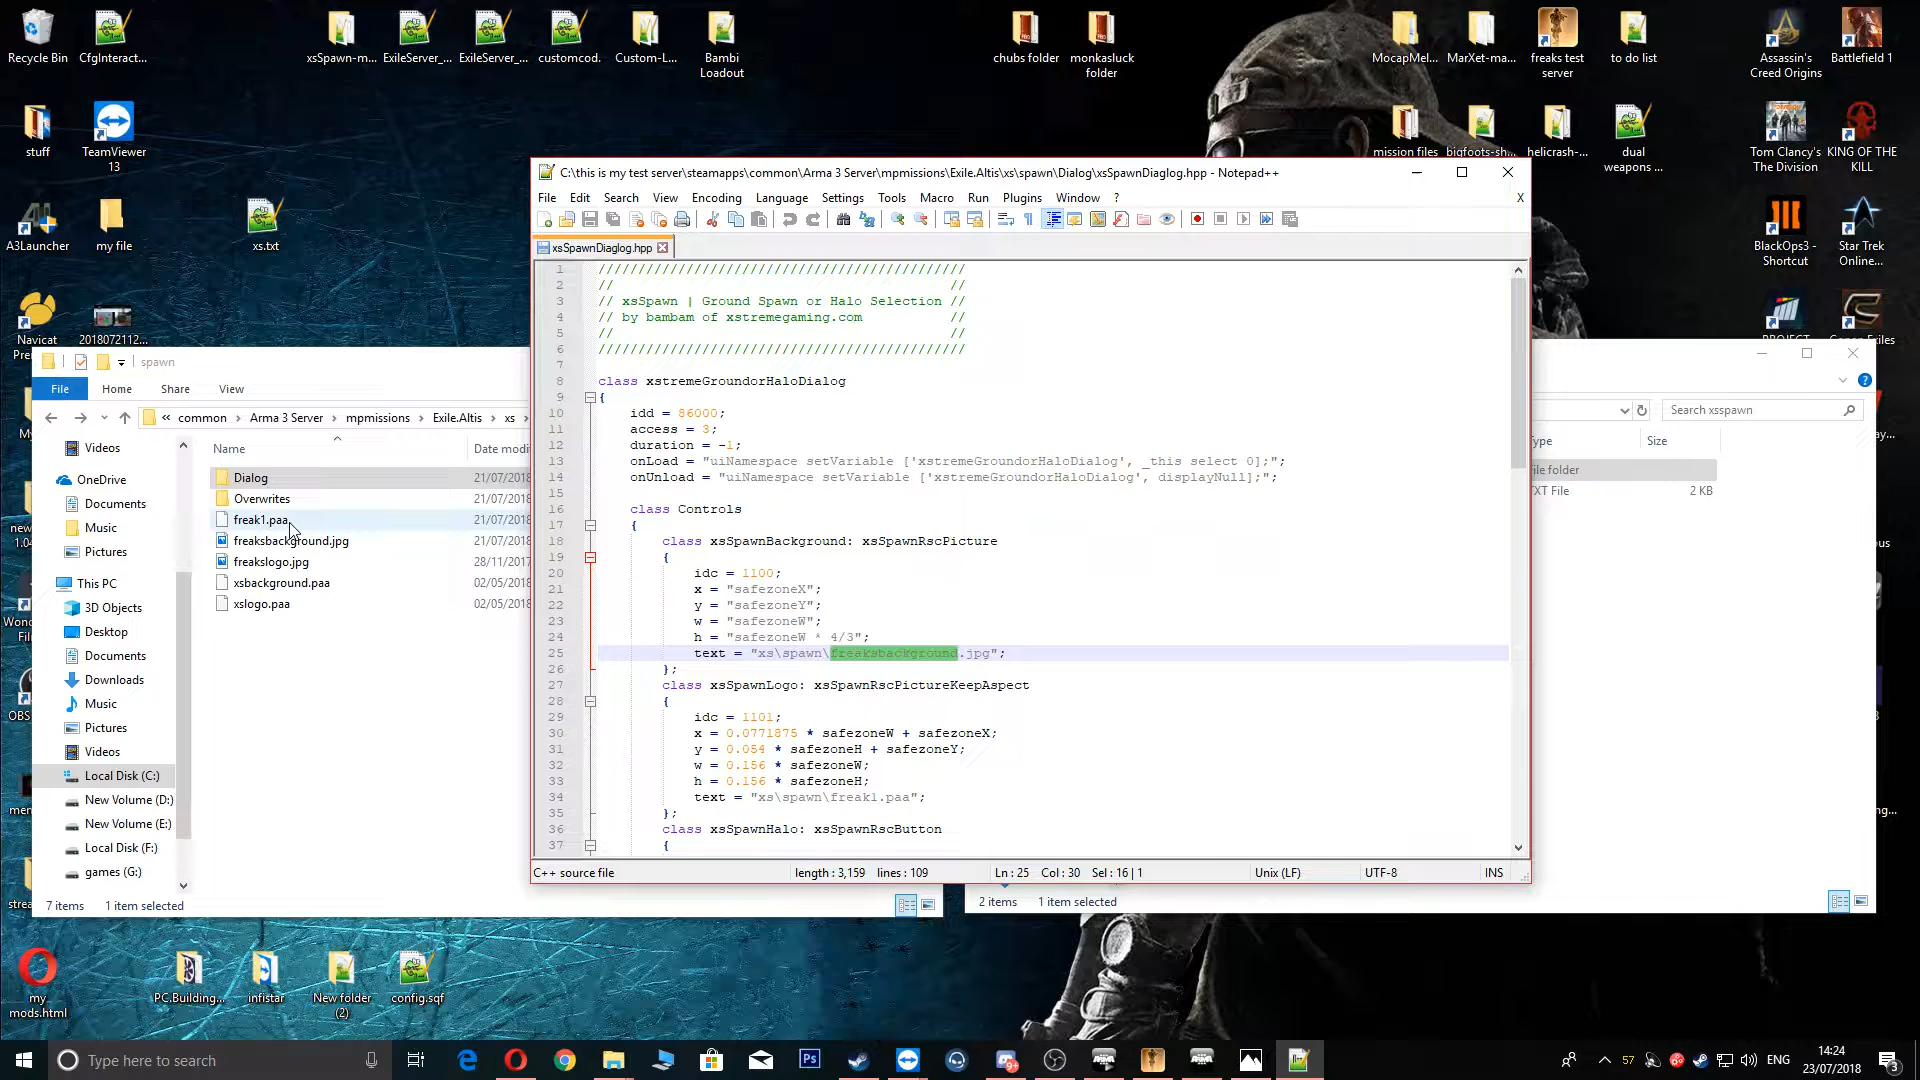 Recycle Bin
CfgInteract...
xsSpawn-m...
ExileServer_...
ExileServer_...
customcod.
Custom-L...
Bambi
Loadout
chubs folder
monkasluck
folder
MocapMel...
MarXet-ma...
freaks test
server
to do list
Assassin's
Creed Origins
Battlefield 1
stuff
TeamViewer
13
mission files
bigfoots-sh...
helicrash-...
dual
weapons ...
Tom Clancy's
The Division
KING OF THE
KILL
A3Launcher
my file
xs.txt
BlackOps3 -
Shortcut
Star Trek
Online...
Navicat
2018072112...
C:\this is my test server\steamapps\common\Arma 3 Server\mpmissions\Exile.Altis\xs\spawn\Dialog\xsSpawnDiaglog.hpp - Notepad++
File Edit Search View Encoding Language Settings Tools Macro Run Plugins Window ? X
xsSpawnDiaglog.hpp
1 //////////////////////////////////////////////
2 // //
3 // xsSpawn | Ground Spawn or Halo Selection //
4 // by bambam of xstremegaming.com //
5 // //
6 //////////////////////////////////////////////
7
8 class xstremeGroundorHaloDialog
9 {
10 idd = 86000;
11 access = 3;
12 duration = -1;
13 onLoad = "uiNamespace setVariable ['xstremeGroundorHaloDialog', _this select 0];";
14 onUnload = "uiNamespace setVariable ['xstremeGroundorHaloDialog', displayNull];";
15
16 class Controls
17 {
18 class xsSpawnBackground: xsSpawnRscPicture
19 {
20 idc = 1100;
21 x = "safezoneX";
22 y = "safezoneY";
23 w = "safezoneW";
24 h = "safezoneW * 4/3";
25 text = "xs\spawn\freaksbackground.jpg";
26 };
27 class xsSpawnLogo: xsSpawnRscPictureKeepAspect
28 {
29 idc = 1101;
30 x = 0.0771875 * safezoneW + safezoneX;
31 y = 0.054 * safezoneH + safezoneY;
32 w = 0.156 * safezoneW;
33 h = 0.156 * safezoneH;
34 text = "xs\spawn\freak1.paa";
35 };
36 class xsSpawnHalo: xsSpawnRscButton
37 {
C++ source file length : 3,159 lines : 109 Ln : 25 Col : 30 Sel : 16 | 1 Unix (LF) UTF-8 INS
spawn
File Home Share View
« common > Arma 3 Server > mpmissions > Exile.Altis > xs >
Name Date modi
Videos
OneDrive
Documents
Music
Pictures
This PC
3D Objects
Desktop
Documents
Downloads
Music
Pictures
Videos
Local Disk (C:)
New Volume (D:)
New Volume (E:)
Local Disk (F:)
games (G:)
Dialog 21/07/2018
Overwrites 21/07/2018
freak1.paa 21/07/2018
freaksbackground.jpg 21/07/2018
freakslogo.jpg 28/11/2017
xsbackground.paa 02/05/2018
xslogo.paa 02/05/2018
7 items 1 item selected
Search xsspawn
Size
2 KB
2 items 1 item selected
my
mods.html
PC.Building...
infistar
New folder
(2)
config.sqf
Type here to search
Ps
57
ENG
14:24
23/07/2018
3